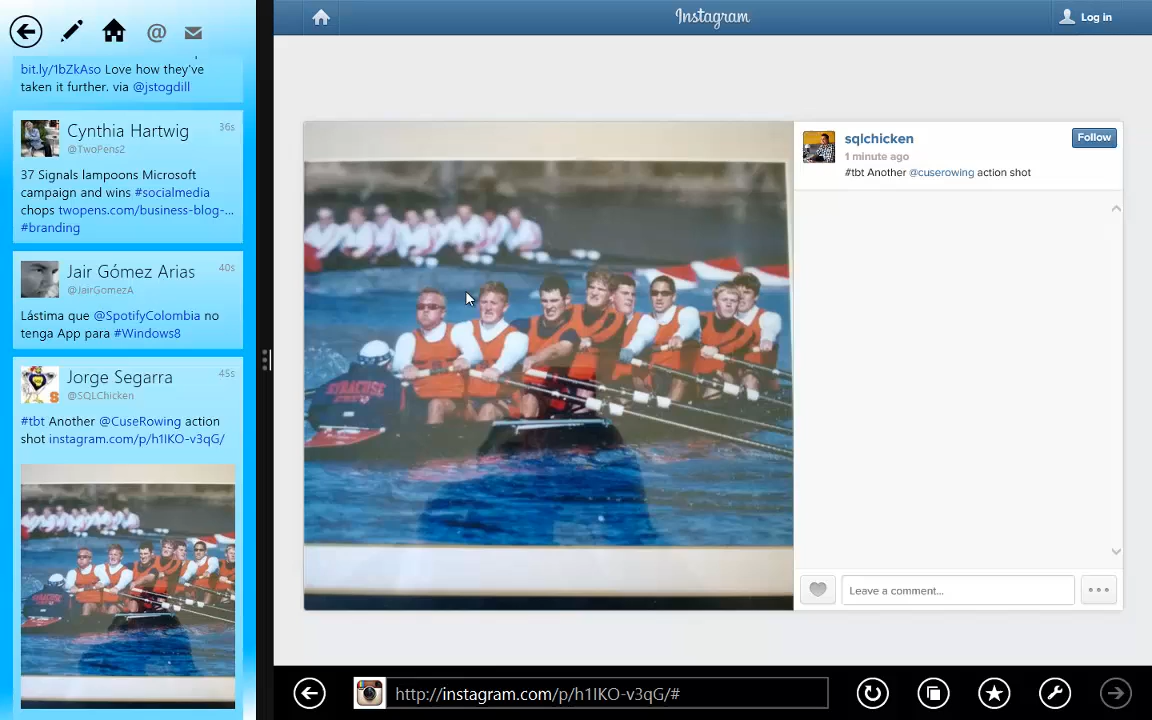 bit.ly/1bZkAso Love how they've
taken it further. via @jstogdill
Cynthia Hartwig
36s
@TwoPens2
37 Signals lampoons Microsoft
campaign and wins #socialmedia
chops twopens.com/business-blog-...
#branding
Jair Gómez Arias
40s
@JairGomezA
Lástima que @SpotifyColombia no
tenga App para #Windows8
Jorge Segarra
45s
@SQLChicken
#tbt Another @CuseRowing action
shot instagram.com/p/h1IKO-v3qG/
Instagram
Log in
SYRACUSE
sqlchicken
Follow
1 minute ago
#tbt Another @cuserowing action shot
Leave a comment...
http://instagram.com/p/h1IKO-v3qG/#